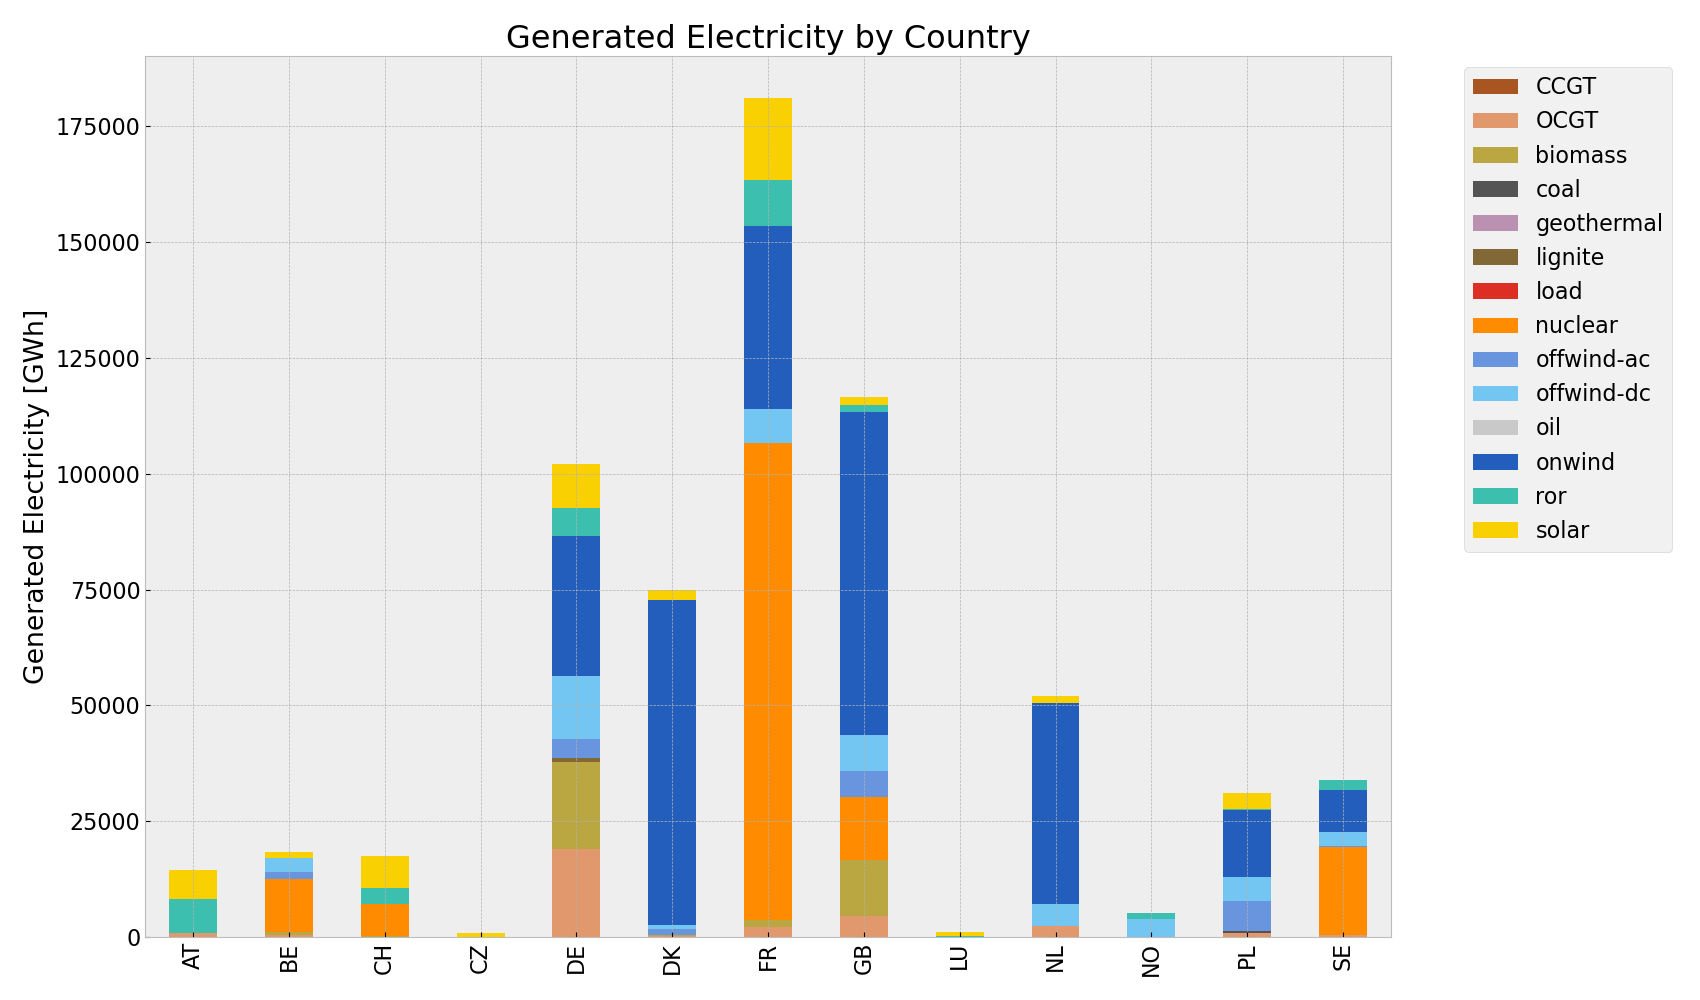 Generated Electricity by Country
Generated Electricity [GWh]
175000
150000
125000
100000
75000
50000
25000
0
AT
BE
CH
CZ
DE
DK
FR
GB
LU
NL
NO
PL
SE
CCGT
OCGT
biomass
coal
geothermal
lignite
load
nuclear
offwind-ac
offwind-dc
oil
onwind
ror
solar